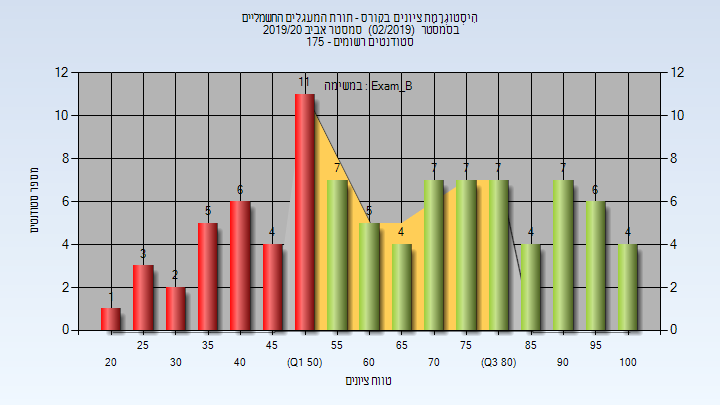 היסטוגרמת ציונים בקורס - תורת המעגלים החשמליים
בסמסטר (02/2019) סמסטר אביב 2019/20
סטודנטים רשומים - 175
במשימה : Exam_B
מספר סטודנטים
12 10 8 6 4 2 0
12 10 8 6 4 2 0
1 3 2 5 6 4 11 7 5 4 7 7 7 4 7 6 4
25 35 45 55 65 75 85 95
20 30 40 (Q1 50) 60 70 (Q3 80) 90 100
טווח ציונים